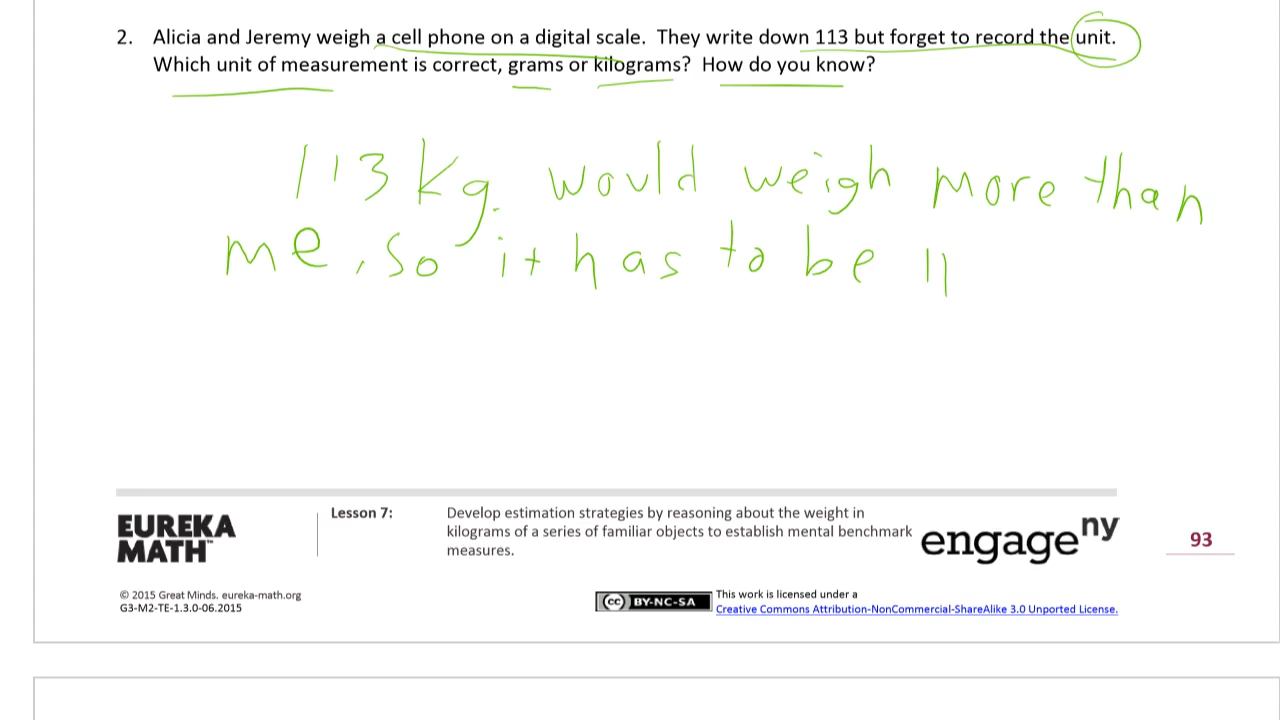 2. Alicia and Jeremy weigh a cell phone on a digital scale. They write down 113 but forget to record the unit.
Which unit of measurement is correct, grams or kilograms? How do you know?
113 kg. would weigh more than
me, so it has to be 11
EUREKA
MATH™
Lesson 7:
Develop estimation strategies by reasoning about the weight in
kilograms of a series of familiar objects to establish mental benchmark
measures.
engage ny
93
© 2015 Great Minds. eureka-math.org
G3-M2-TE-1.3.0-06.2015
cc BY-NC-SA
This work is licensed under a
Creative Commons Attribution-NonCommercial-ShareAlike 3.0 Unported License.